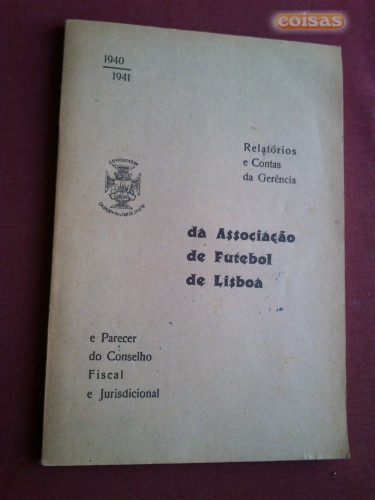 coisas
1940
1941
Relatórios
e Contas
da Gerência
da Associação
de Futebol
de Lisboa
e Parecer
do Conselho
Fiscal
e Jurisdicional